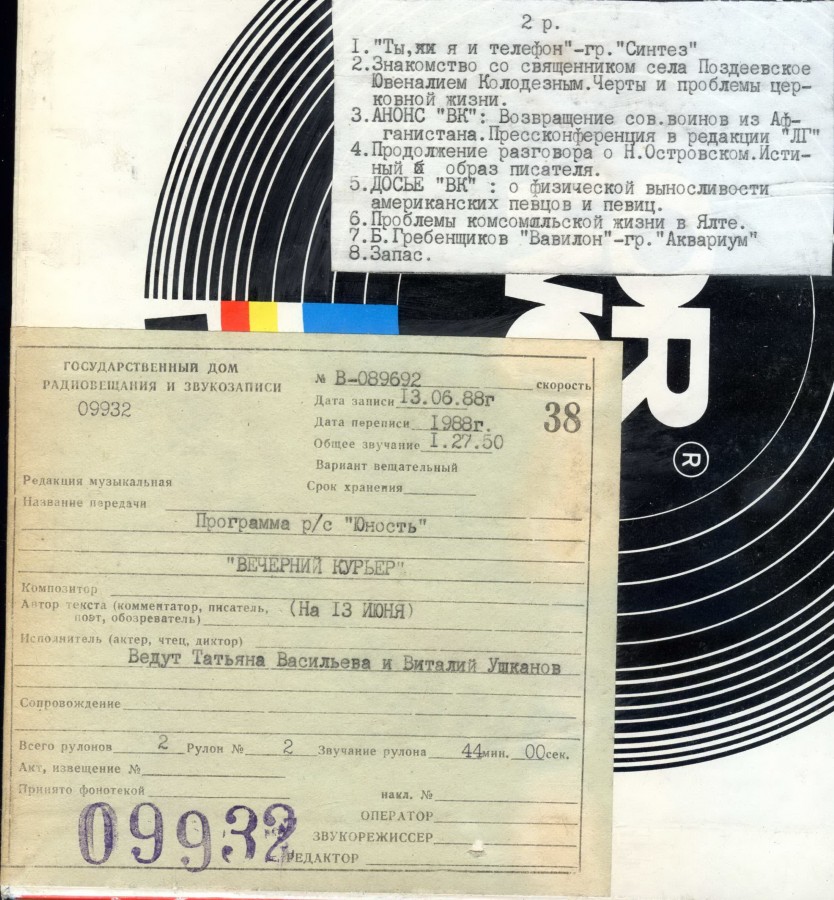 2 р.
1."Ты,ия я и телефон"-гр."Синтез"
2.Знакомство со священником села Поздеевское
Ювеналием Колодезным.Черты и проблемы цер-
ковной жизни.
3.АНОНС "ВК": Возвращение сов.воинов из Аф-
ганистана.Прессконференция в редакции "ЛГ"
4.Продолжение разговора о Н.Островском.Исти-
ный й образ писателя.
5.ДОСЬЕ "ВК" : о физической выносливости
американских певцов и певиц.
6.Проблемы комсомльской жизни в Ялте.
7.Б.Гребенщиков "Вавилон"-гр."Аквариум"
8.Запас.
OR
WO
®
ГОСУДАРСТВЕННЫЙ ДОМ
РАДИОВЕЩАНИЯ И ЗВУКОЗАПИСИ
09932
№ В-089692 скорость
38
Дата записи 13.06.88г
Дата переписи 1988г.
Общее звучание 1.27.50
Вариант вещательный
Редакция музыкальная
Срок хранения
Название передачи
Программа р/с "Юность"
"ВЕЧЕРНИЙ КУРЬЕР"
Композитор
Автор текста (комментатор, писатель, (На 13 ИЮНЯ)
поэт, обозреватель)
Исполнитель (актер, чтец, диктор)
Ведут Татьяна Васильева и Виталий Ушканов
Сопровождение
Всего рулонов 2 Рулон № 2 Звучание рулона 44мин. 00сек.
Акт, извещение №
Принято фонотекой
накл. №
ОПЕРАТОР
ЗВУКОРЕЖИССЕР
РЕДАКТОР
09932